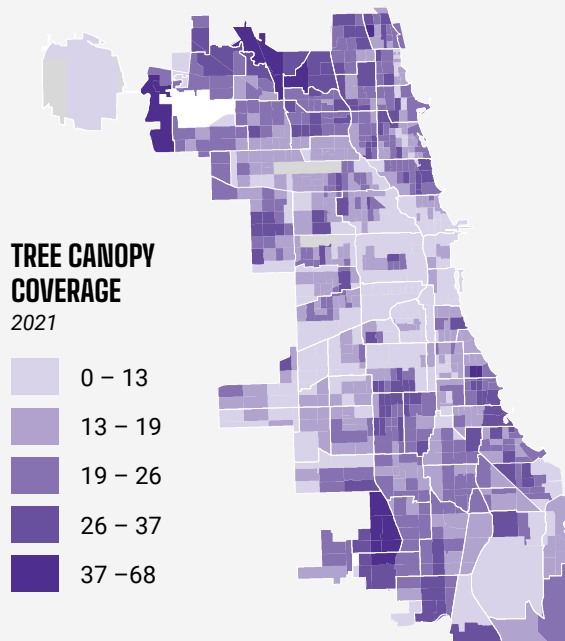 TREE CANOPY
COVERAGE
2021
0 – 13
13 – 19
19 – 26
26 – 37
37 –68